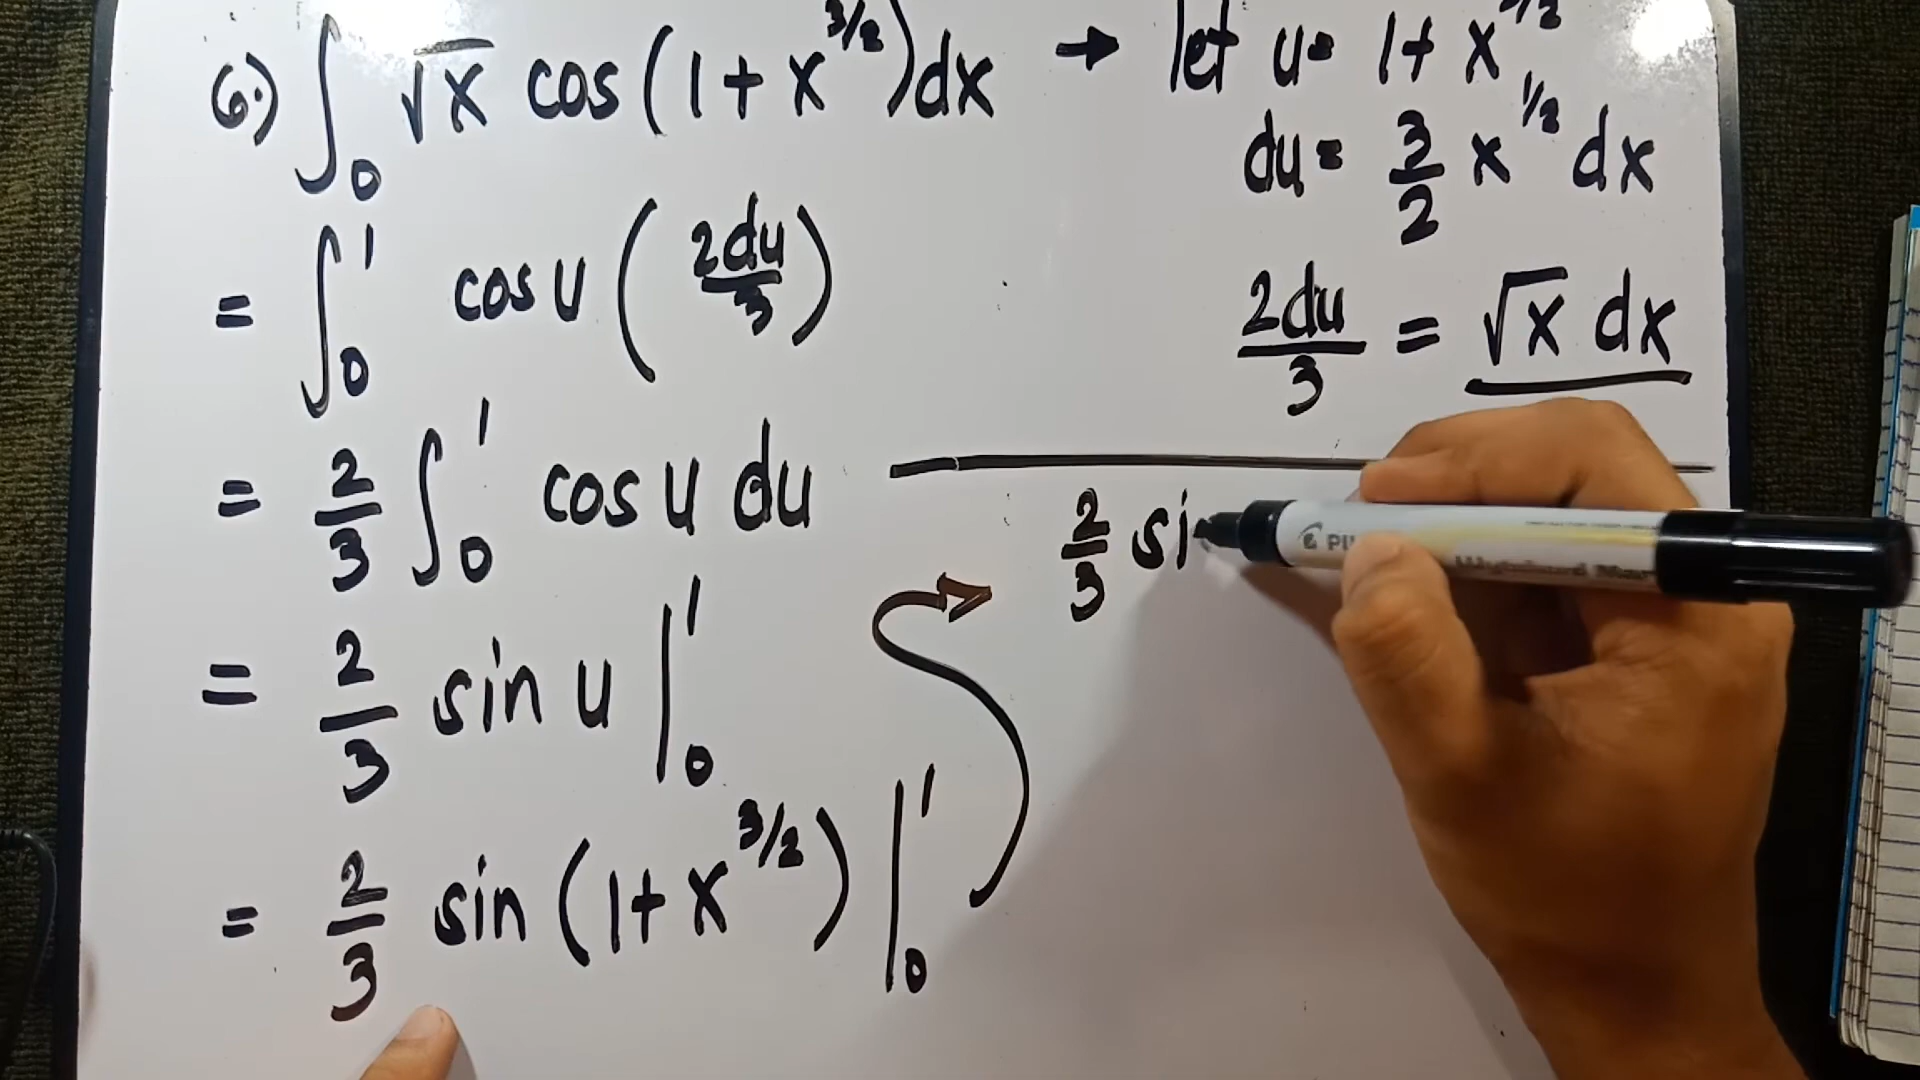 6.) ∫₀ √x cos(1 + x^3/2) dx → let u = 1 + x^3/2
du = 3/2 x^1/2 dx
= ∫₀¹ cos u (2du/3)
2du/3 = √x dx
= 2/3 ∫₀¹ cos u du
2/3 si
= 2/3 sin u |₀¹
= 2/3 sin (1 + x^3/2) |₀¹